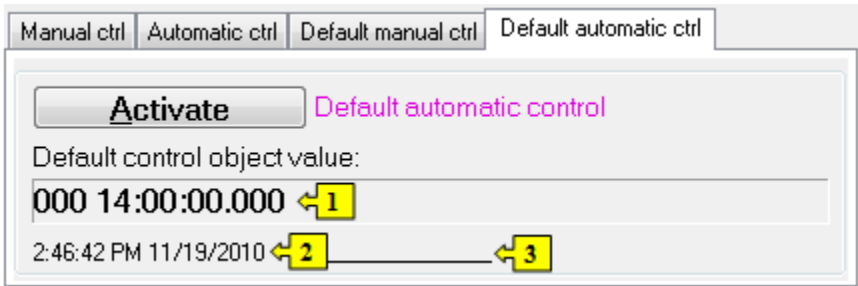 Manual ctrl Automatic ctrl Default manual ctrl Default automatic ctrl
Activate Default automatic control
Default control object value:
000 14:00:00.000 1
2:46:42 PM 11/19/2010 2 3